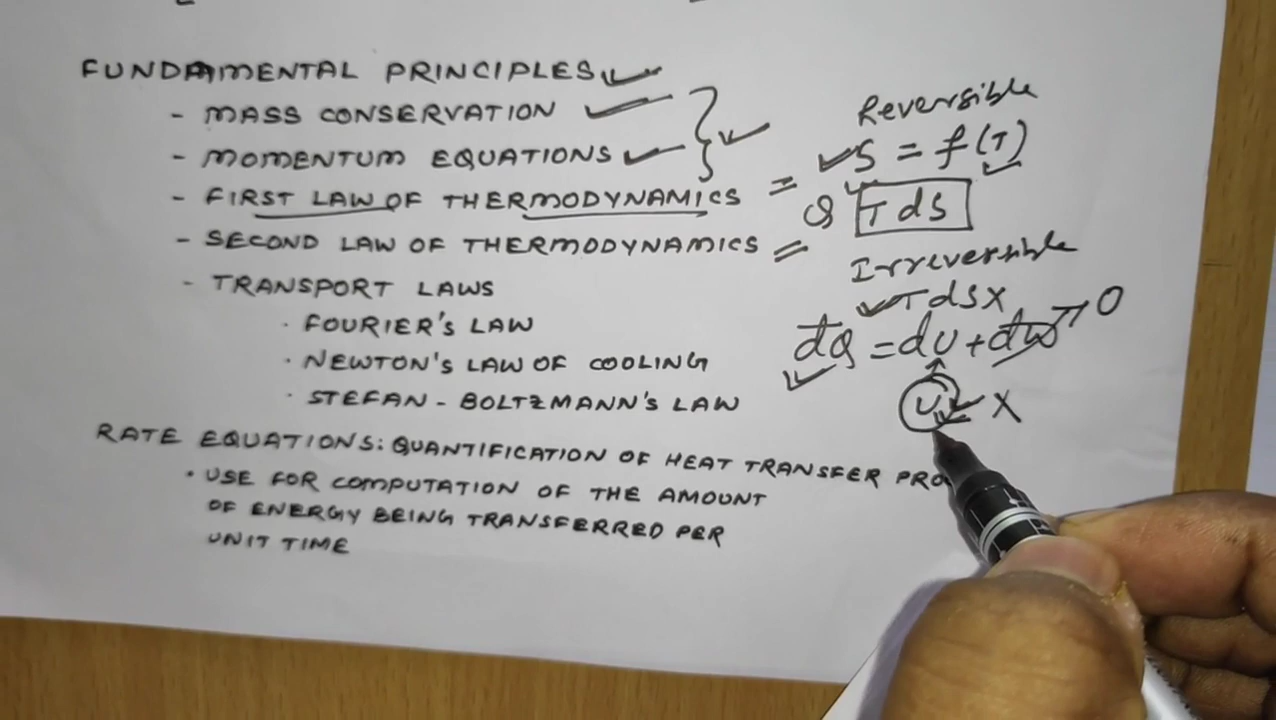 FUNDAMENTAL PRINCIPLES
- MASS CONSERVATION
- MOMENTUM EQUATIONS
- FIRST LAW OF THERMODYNAMICS =
- SECOND LAW OF THERMODYNAMICS =
- TRANSPORT LAWS
· FOURIER'S LAW
· NEWTON'S LAW OF COOLING
· STEFAN - BOLTZMANN'S LAW
RATE EQUATIONS: QUANTIFICATION OF HEAT TRANSFER PRO
· USE FOR COMPUTATION OF THE AMOUNT
OF ENERGY BEING TRANSFERRED PER
UNIT TIME
Reversible
S = f(T)
TdS
Irreversible
TdS X
dQ = dU + dW → 0
U X